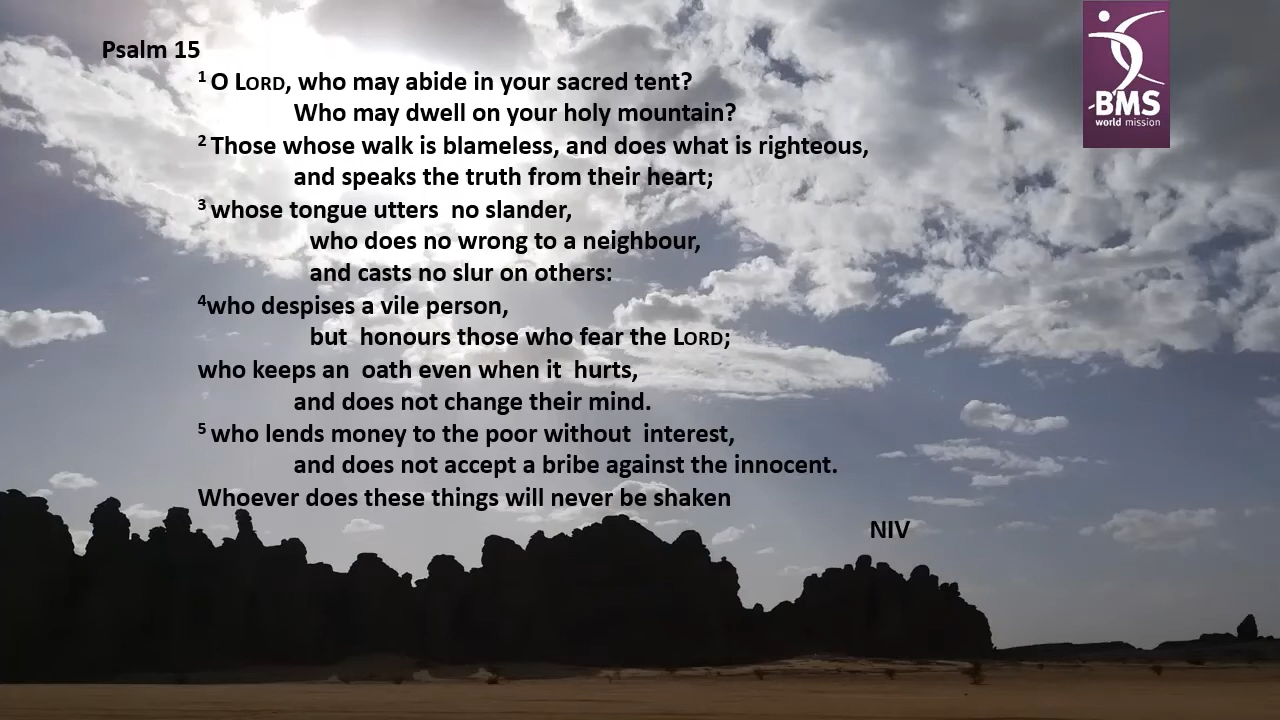 Psalm 15
1 O LORD, who may abide in your sacred tent?
Who may dwell on your holy mountain?
2 Those whose walk is blameless, and does what is righteous,
and speaks the truth from their heart;
3 whose tongue utters  no slander,
who does no wrong to a neighbour,
and casts no slur on others:
4who despises a vile person,
but  honours those who fear the LORD;
who keeps an  oath even when it  hurts,
and does not change their mind.
5 who lends money to the poor without  interest,
and does not accept a bribe against the innocent.
Whoever does these things will never be shaken
NIV
BMS
world mission